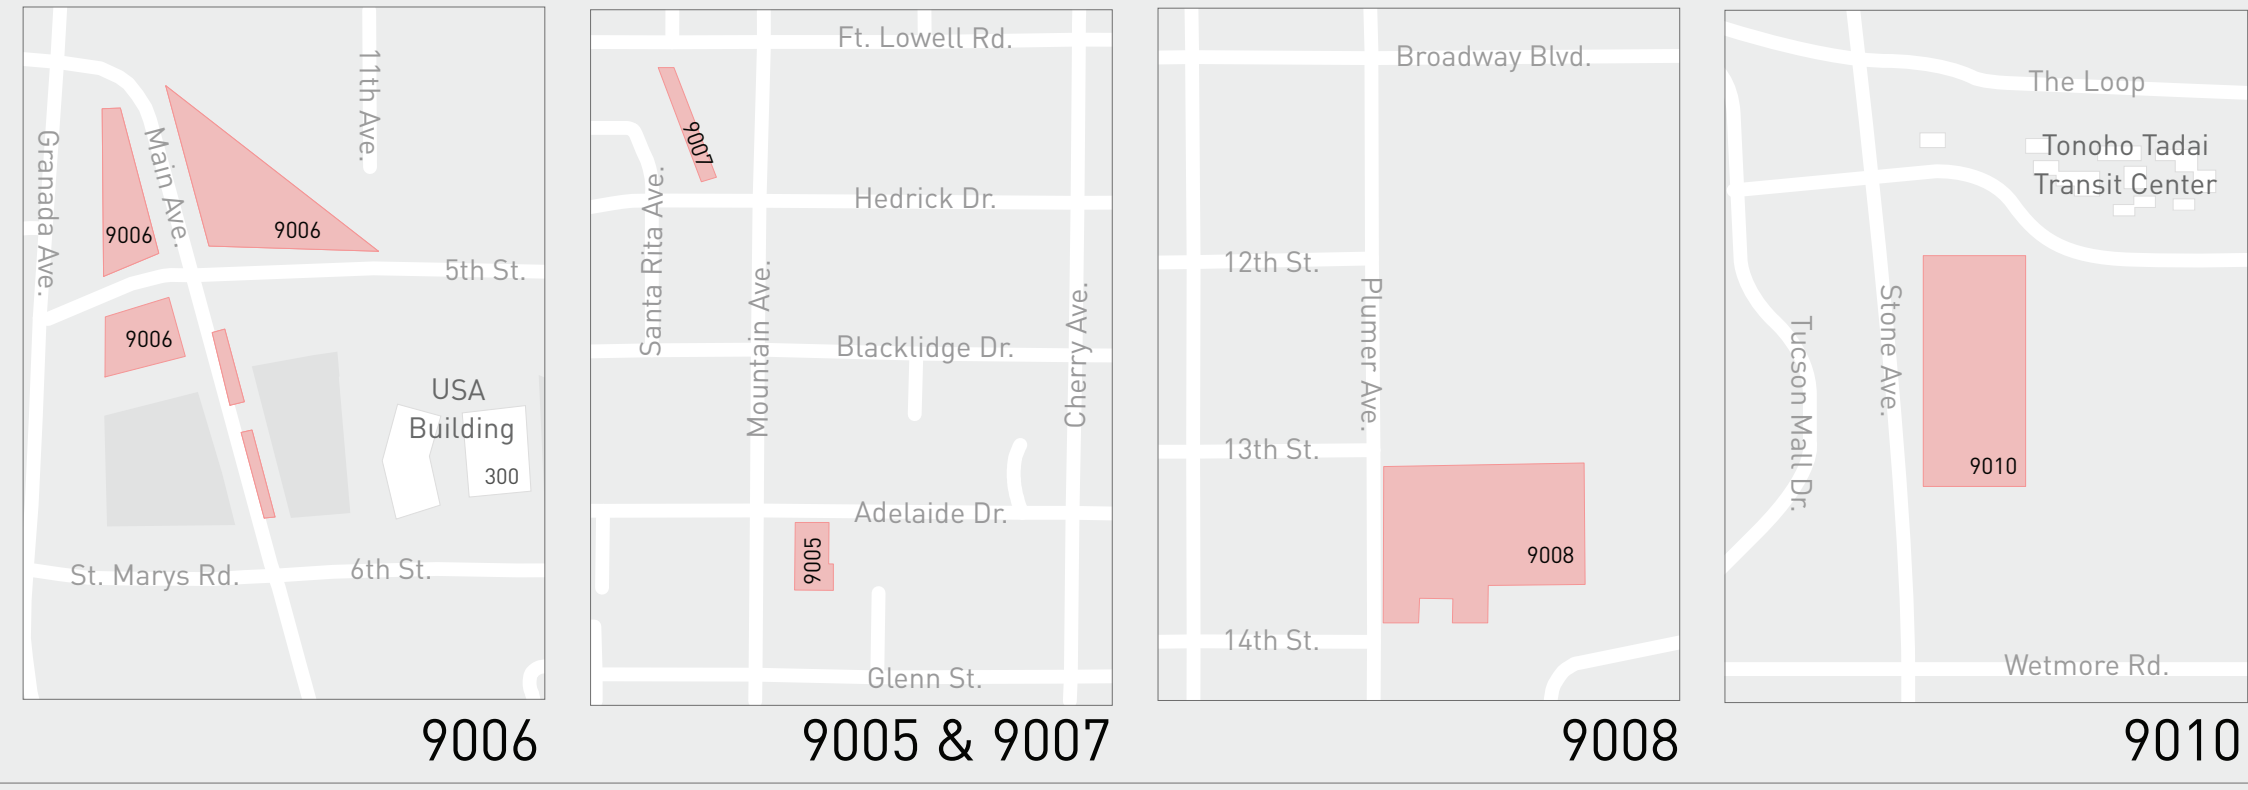 11th Ave.
Granada Ave.
Main Ave.
9006
9006
5th St.
9006
USA
Building
300
St. Marys Rd.
6th St.
9006
Ft. Lowell Rd.
9007
Santa Rita Ave.
Hedrick Dr.
Mountain Ave.
Cherry Ave.
Blacklidge Dr.
Adelaide Dr.
9005
Glenn St.
9005 & 9007
Broadway Blvd.
12th St.
Plumer Ave.
13th St.
9008
14th St.
9008
The Loop
Tonoho Tadai
Transit Center
Stone Ave.
Tucson Mall Dr.
9010
Wetmore Rd.
9010